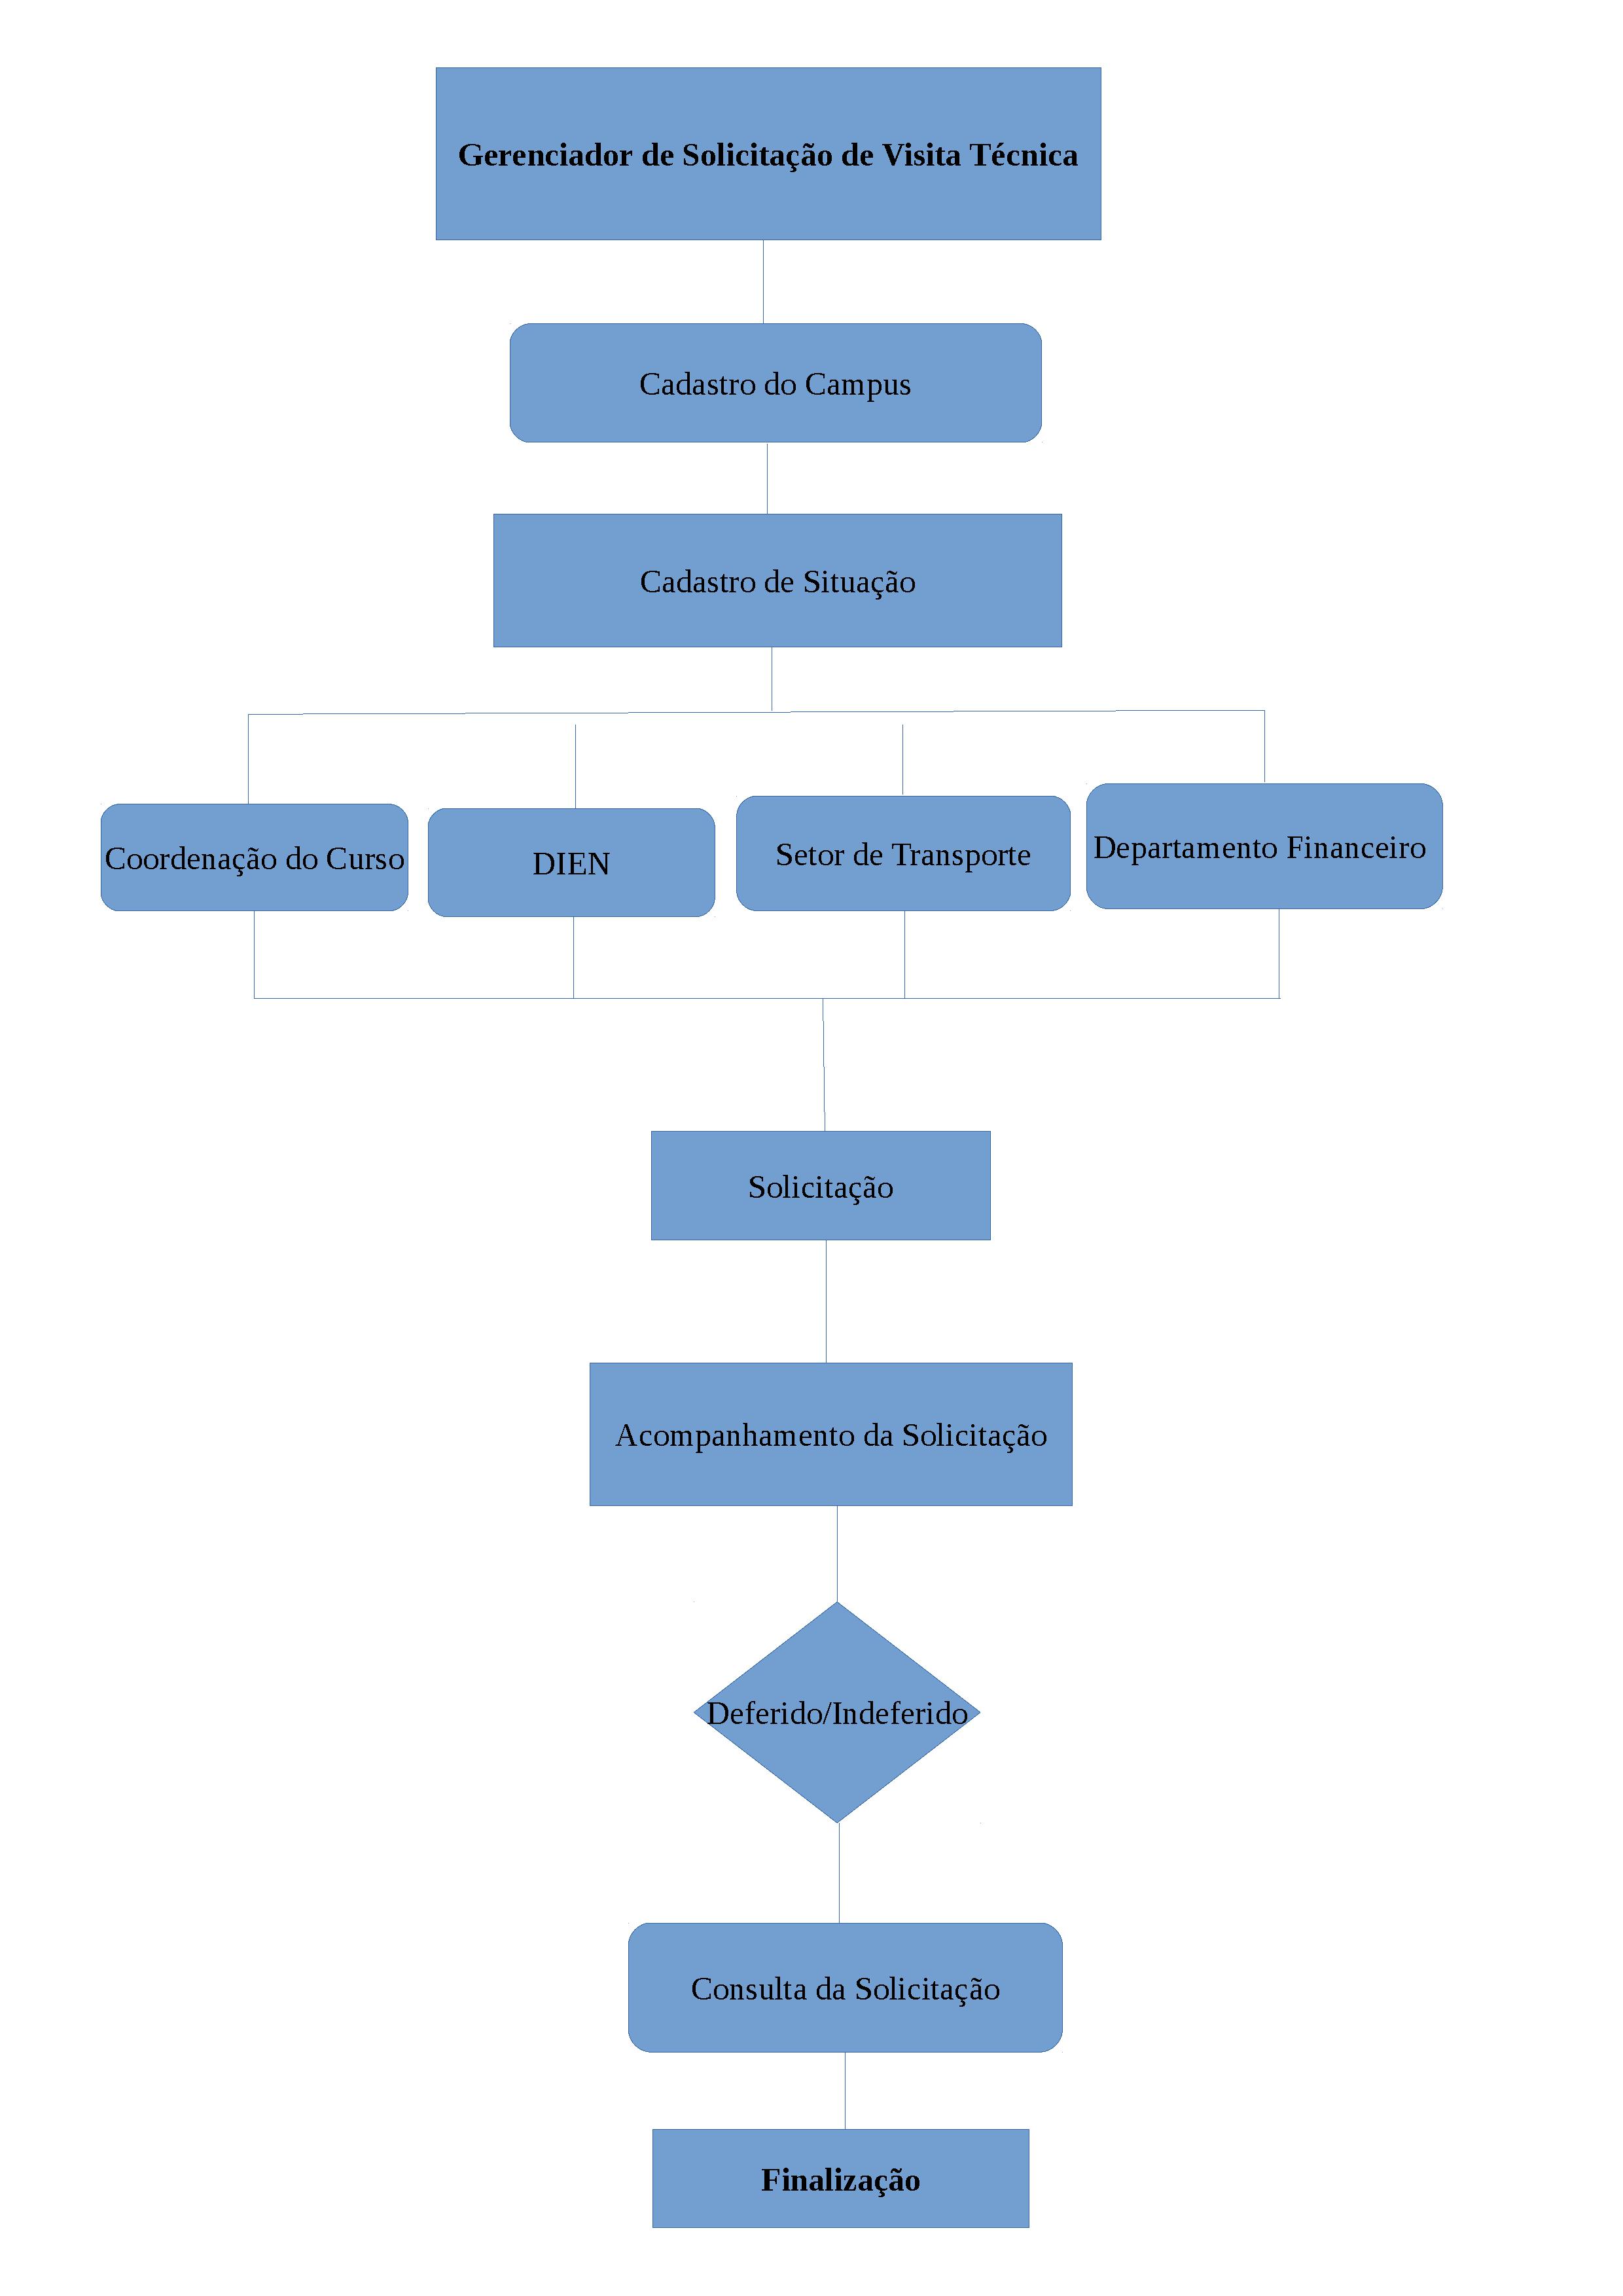 Gerenciador de Solicitação de Visita Técnica
Cadastro do Campus
Cadastro de Situação
Coordenação do Curso
DIEN
Setor de Transporte
Departamento Financeiro
Solicitação
Acompanhamento da Solicitação
Deferido/Indeferido
Consulta da Solicitação
Finalização